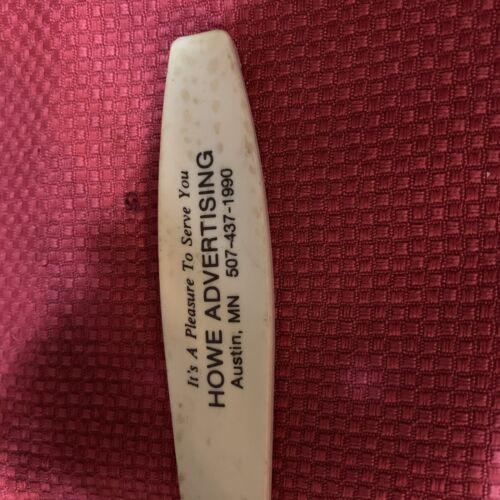 It's A Pleasure To Serve You
HOWE ADVERTISING
Austin, MN 507-437-1990